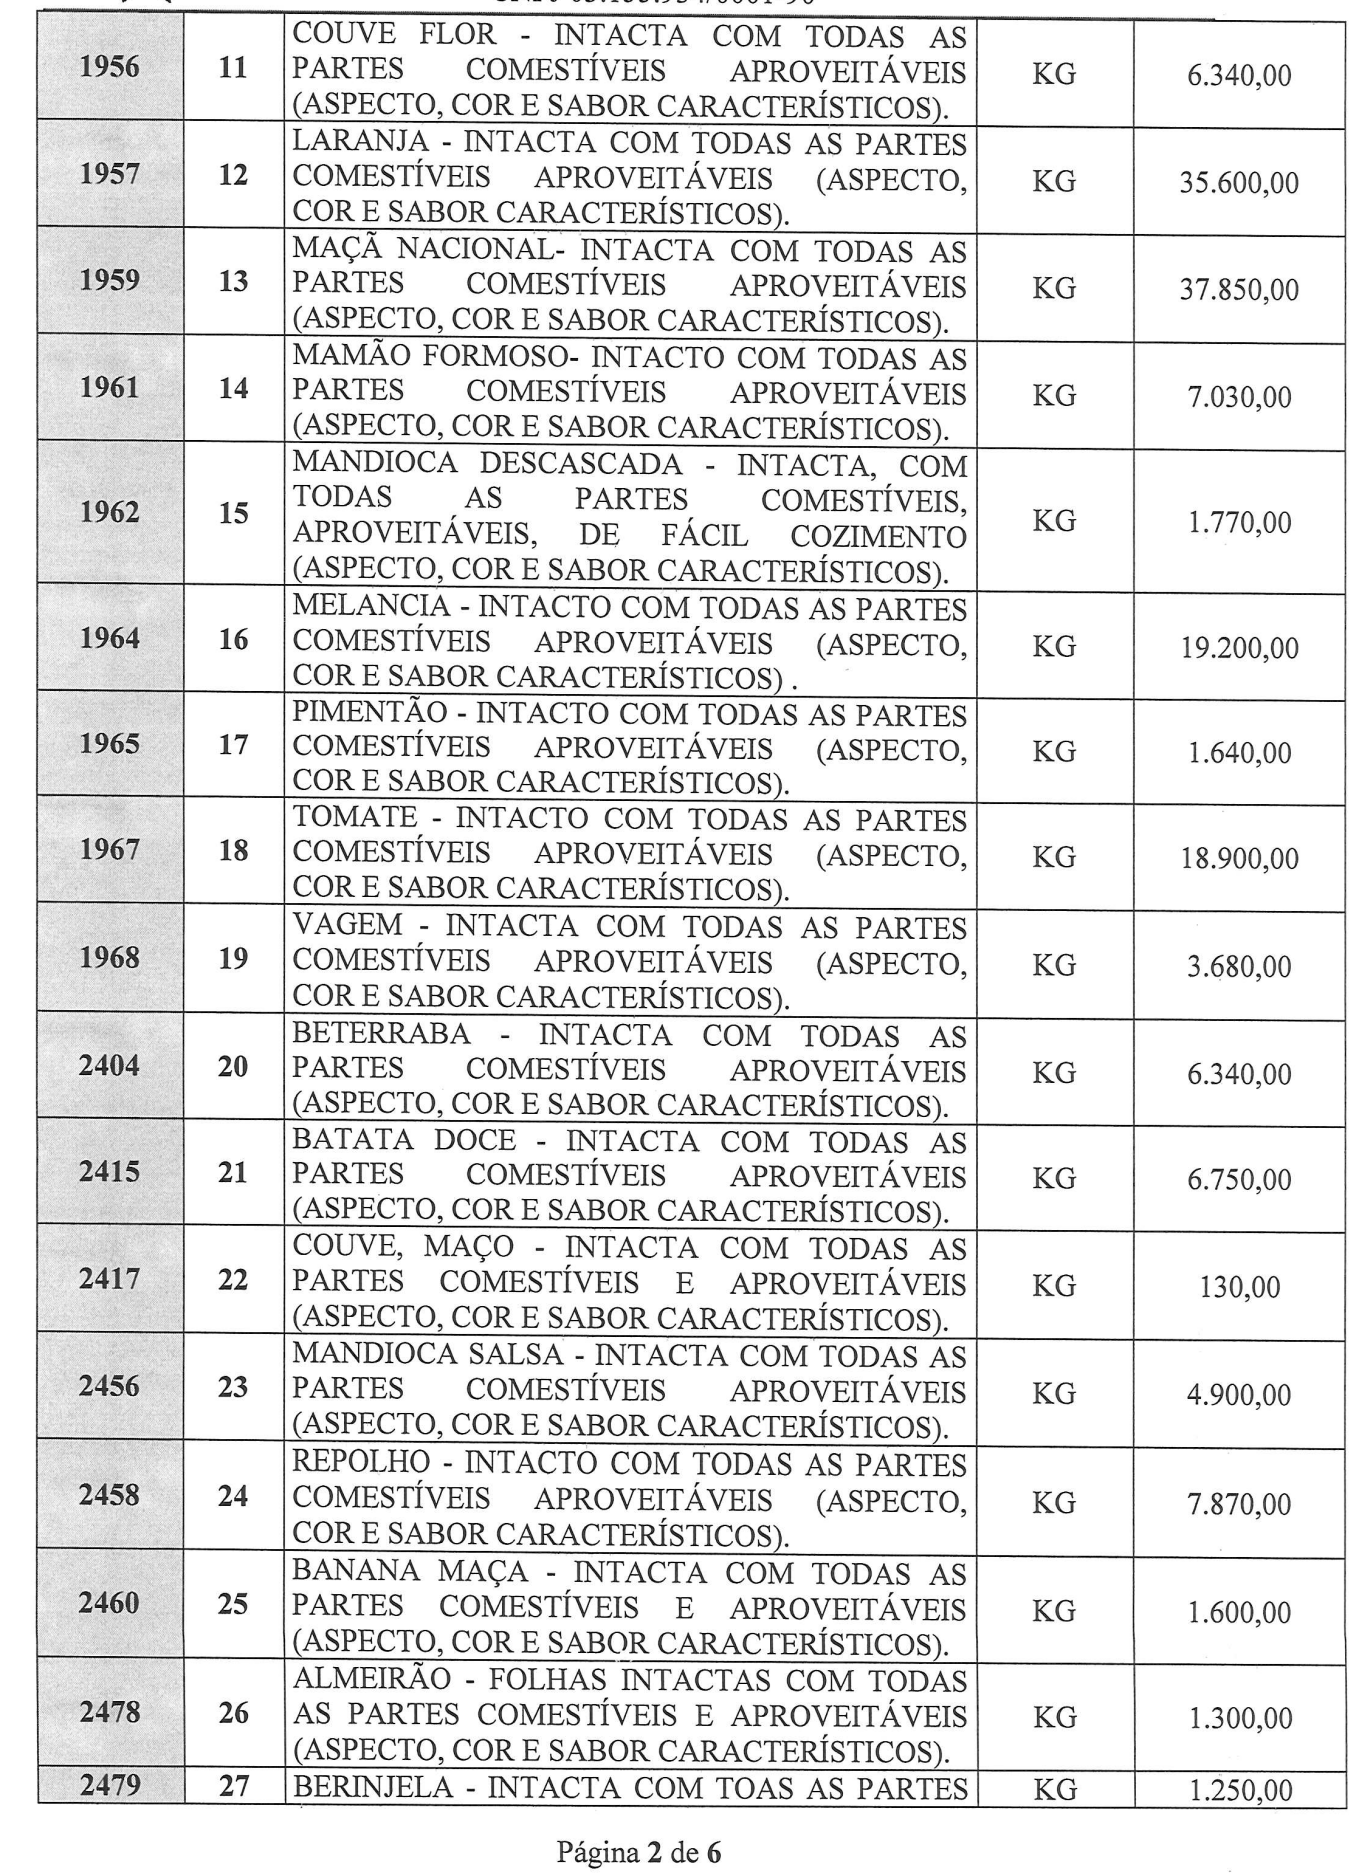 1956 11 COUVE FLOR - INTACTA COM TODAS AS
PARTES COMESTÍVEIS APROVEITÁVEIS
(ASPECTO, COR E SABOR CARACTERÍSTICOS). KG 6.340,00
1957 12 LARANJA - INTACTA COM TODAS AS PARTES
COMESTÍVEIS APROVEITÁVEIS (ASPECTO,
COR E SABOR CARACTERÍSTICOS). KG 35.600,00
1959 13 MAÇÃ NACIONAL- INTACTA COM TODAS AS
PARTES COMESTÍVEIS APROVEITÁVEIS
(ASPECTO, COR E SABOR CARACTERÍSTICOS). KG 37.850,00
1961 14 MAMÃO FORMOSO- INTACTO COM TODAS AS
PARTES COMESTÍVEIS APROVEITÁVEIS
(ASPECTO, COR E SABOR CARACTERÍSTICOS). KG 7.030,00
1962 15 MANDIOCA DESCASCADA - INTACTA, COM
TODAS AS PARTES COMESTÍVEIS,
APROVEITÁVEIS, DE FÁCIL COZIMENTO
(ASPECTO, COR E SABOR CARACTERÍSTICOS). KG 1.770,00
1964 16 MELANCIA - INTACTO COM TODAS AS PARTES
COMESTÍVEIS APROVEITÁVEIS (ASPECTO,
COR E SABOR CARACTERÍSTICOS) . KG 19.200,00
1965 17 PIMENTÃO - INTACTO COM TODAS AS PARTES
COMESTÍVEIS APROVEITÁVEIS (ASPECTO,
COR E SABOR CARACTERÍSTICOS). KG 1.640,00
1967 18 TOMATE - INTACTO COM TODAS AS PARTES
COMESTÍVEIS APROVEITÁVEIS (ASPECTO,
COR E SABOR CARACTERÍSTICOS). KG 18.900,00
1968 19 VAGEM - INTACTA COM TODAS AS PARTES
COMESTÍVEIS APROVEITÁVEIS (ASPECTO,
COR E SABOR CARACTERÍSTICOS). KG 3.680,00
2404 20 BETERRABA - INTACTA COM TODAS AS
PARTES COMESTÍVEIS APROVEITÁVEIS
(ASPECTO, COR E SABOR CARACTERÍSTICOS). KG 6.340,00
2415 21 BATATA DOCE - INTACTA COM TODAS AS
PARTES COMESTÍVEIS APROVEITÁVEIS
(ASPECTO, COR E SABOR CARACTERÍSTICOS). KG 6.750,00
2417 22 COUVE, MAÇO - INTACTA COM TODAS AS
PARTES COMESTÍVEIS E APROVEITÁVEIS
(ASPECTO, COR E SABOR CARACTERÍSTICOS). KG 130,00
2456 23 MANDIOCA SALSA - INTACTA COM TODAS AS
PARTES COMESTÍVEIS APROVEITÁVEIS
(ASPECTO, COR E SABOR CARACTERÍSTICOS). KG 4.900,00
2458 24 REPOLHO - INTACTO COM TODAS AS PARTES
COMESTÍVEIS APROVEITÁVEIS (ASPECTO,
COR E SABOR CARACTERÍSTICOS). KG 7.870,00
2460 25 BANANA MAÇA - INTACTA COM TODAS AS
PARTES COMESTÍVEIS E APROVEITÁVEIS
(ASPECTO, COR E SABOR CARACTERÍSTICOS). KG 1.600,00
2478 26 ALMEIRÃO - FOLHAS INTACTAS COM TODAS
AS PARTES COMESTÍVEIS E APROVEITÁVEIS
(ASPECTO, COR E SABOR CARACTERÍSTICOS). KG 1.300,00
2479 27 BERINJELA - INTACTA COM TOAS AS PARTES KG 1.250,00
Página 2 de 6